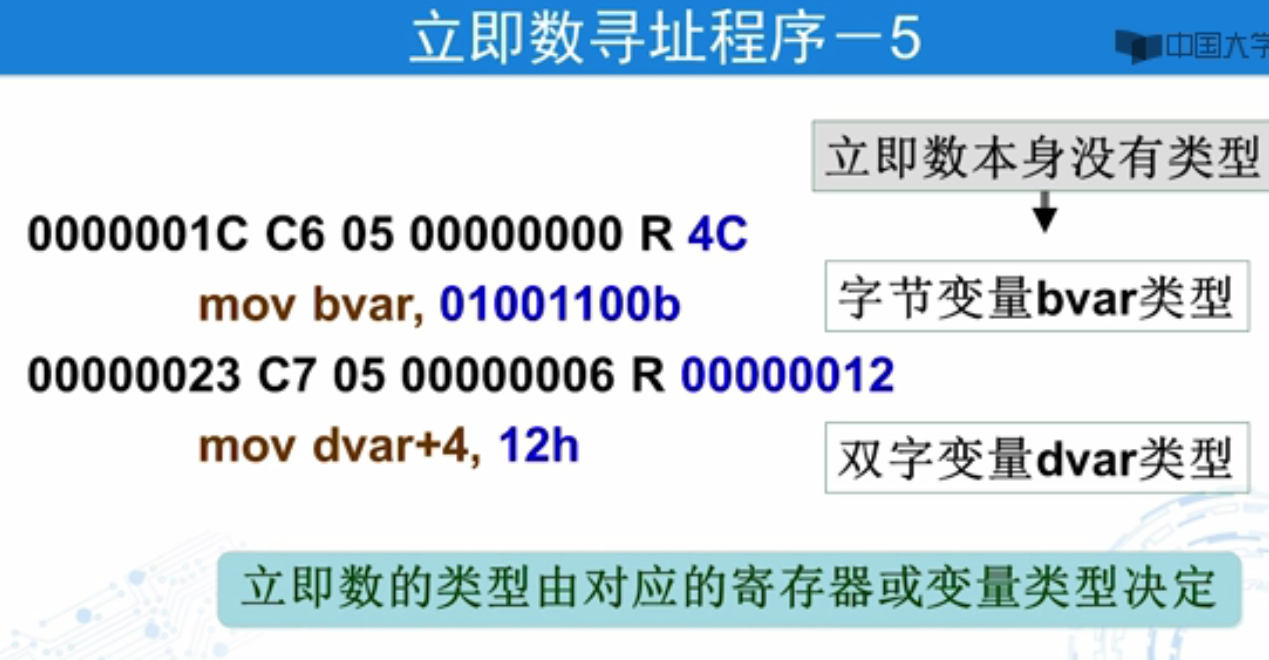 立即数寻址程序－5
中国大学
立即数本身没有类型
0000001C C6 05 00000000 R 4C
mov bvar, 01001100b
字节变量bvar类型
00000023 C7 05 00000006 R 00000012
mov dvar+4, 12h
双字变量dvar类型
立即数的类型由对应的寄存器或变量类型决定